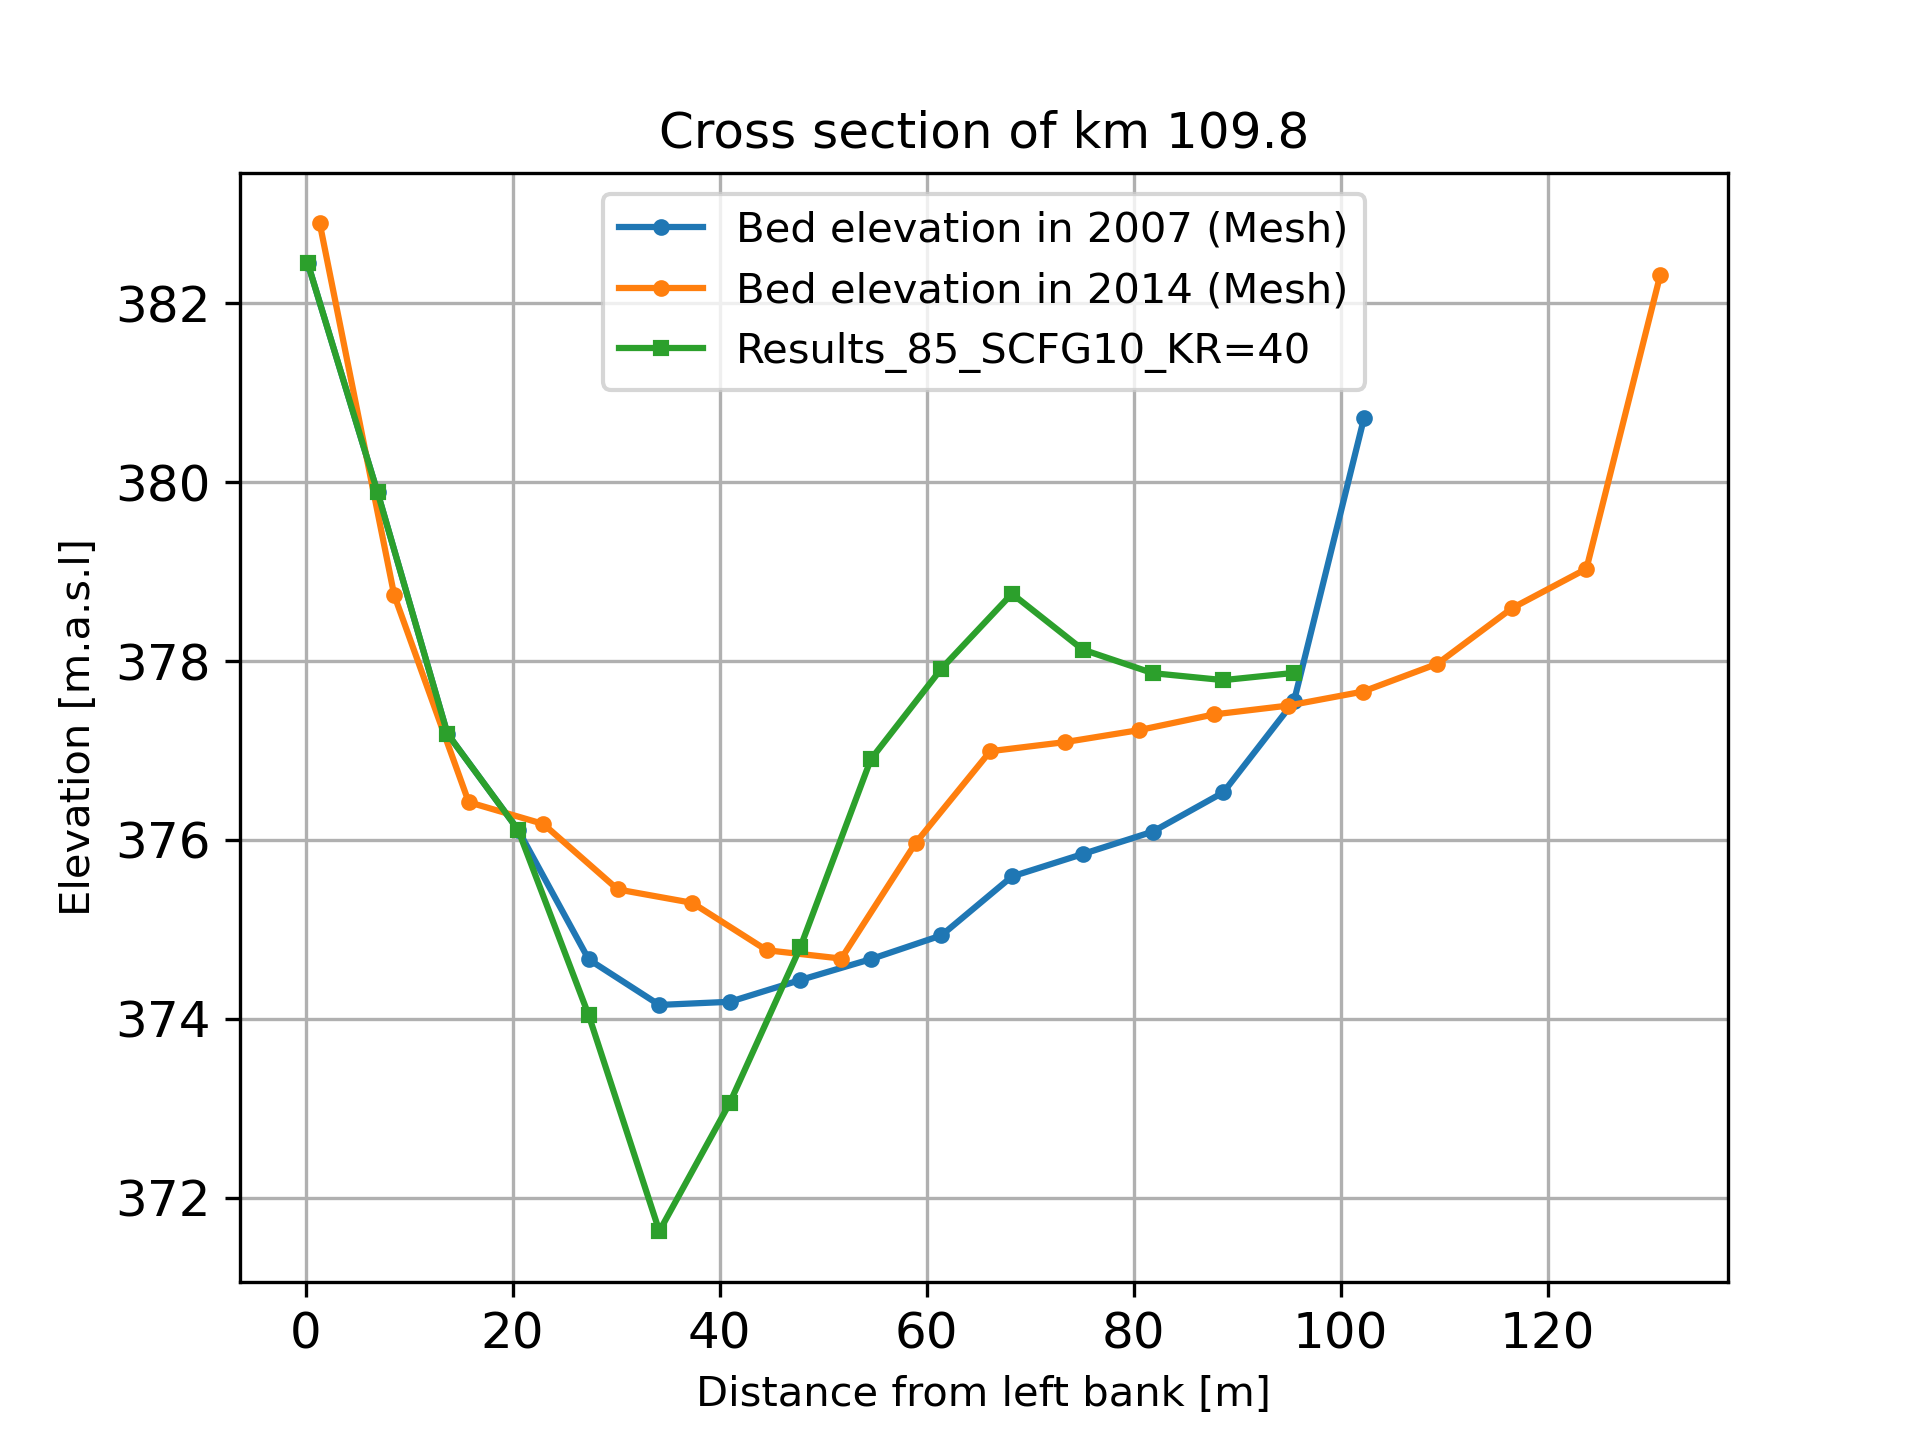 Cross section of km 109.8
Bed elevation in 2007 (Mesh)
Bed elevation in 2014 (Mesh)
Results_85_SCFG10_KR=40
382
380
378
376
374
372
Elevation [m.a.s.l]
0 20 40 60 80 100 120
Distance from left bank [m]